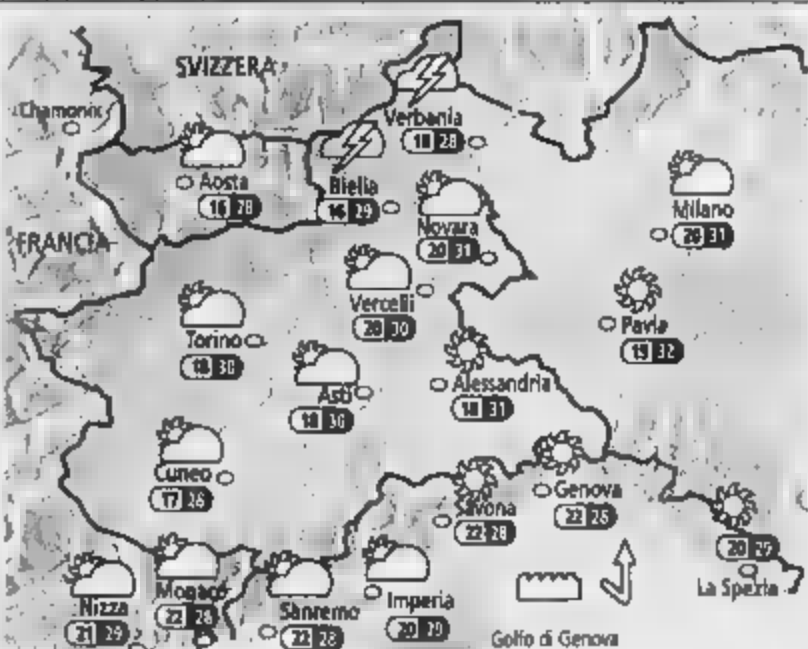 SVIZZERA
Chamonix
Verbania
18 28
Aosta
16 28
Biella
16 29
Novara
20 31
Milano
20 31
FRANCIA
Vercelli
20 30
Torino
18 30
Pavia
19 32
Asti
18 30
Alessandria
18 31
Cuneo
17 26
Savona
22 28
Genova
22
20
La Spezia
Nizza
21 29
Monaco
22 28
Sanremo
22 28
Imperia
20 29
Golfo di Genova